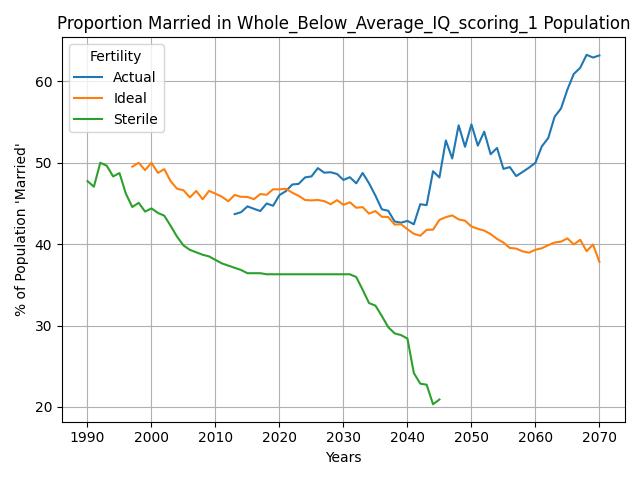 Proportion Married in Whole_Below_Average_IQ_scoring_1 Population
Fertility
Actual
Ideal
Sterile
% of Population 'Married'
60
50
40
30
20
1990 2000 2010 2020 2030 2040 2050 2060 2070
Years